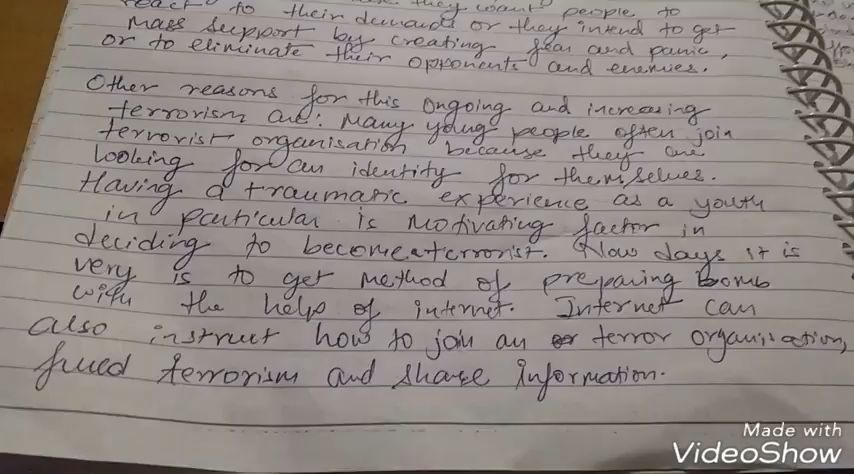 react to their demands or they intend to get
mass support by creating fear and panic,
or to eliminate their opponents and enemies.
Other reasons for this ongoing and increasing
terrorism are: Many young people often join
terrorist organisation because they are
looking for an identity for themselves.
Having a traumatic experience as a youth
in particular is motivating factor in
deciding to become a terrorist. Now days it is
very is to get method of preparing bomb
with the help of internet. Internet can
also instruct how to join an terror organisation,
fued terrorism and share information.
Made with
VideoShow